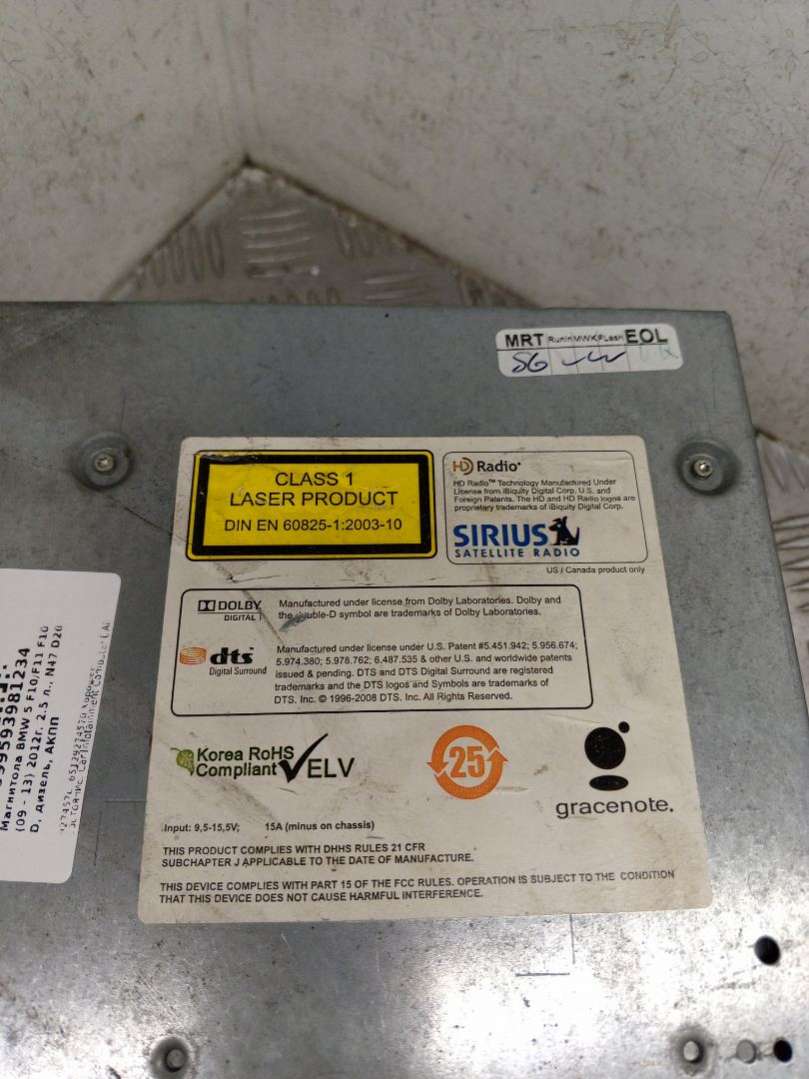 MRT RunIn MWK FLash EOL
SG
CLASS 1
LASER PRODUCT
DIN EN 60825-1:2003-10
HD Radio
HD Radio™ Technology Manufactured Under
License from iBiquity Digital Corp. U.S. and
Foreign Patents. The HD and HD Radio logos are
proprietary trademarks of iBiquity Digital Corp.
SIRIUS
SATELLITE RADIO
US / Canada product only
DOLBY
DIGITAL
Manufactured under license from Dolby Laboratories. Dolby and
the double-D symbol are trademarks of Dolby Laboratories.
dts
Digital Surround
Manufactured under license under U.S. Patent #5.451.942; 5.956.674;
5.974.380; 5.978.762; 6.487.535 & other U.S. and worldwide patents
issued & pending. DTS and DTS Digital Surround are registered
trademarks and the DTS logos and Symbols are trademarks of
DTS, Inc. © 1996-2008 DTS, Inc. All Rights Reserved.
Korea RoHS
Compliant
ELV
25
gracenote.
Input: 9,5-15,5V; 15A (minus on chassis)
THIS PRODUCT COMPLIES WITH DHHS RULES 21 CFR
SUBCHAPTER J APPLICABLE TO THE DATE OF MANUFACTURE.
THIS DEVICE COMPLIES WITH PART 15 OF THE FCC RULES. OPERATION IS SUBJECT TO THE CONDITION
THAT THIS DEVICE DOES NOT CAUSE HARMFUL INTERFERENCE.
95993981234
Магнитола BMW 5 F10/F11 F10
(09 - 13) 2012г. 2.5 л., N47 D20
D, дизель, АКПП